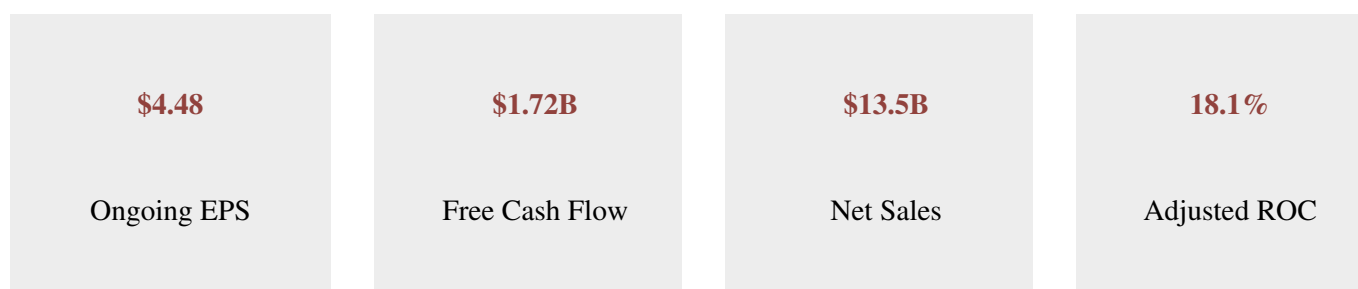 $4.48
Ongoing EPS
$1.72B
Free Cash Flow
$13.5B
Net Sales
18.1%
Adjusted ROC